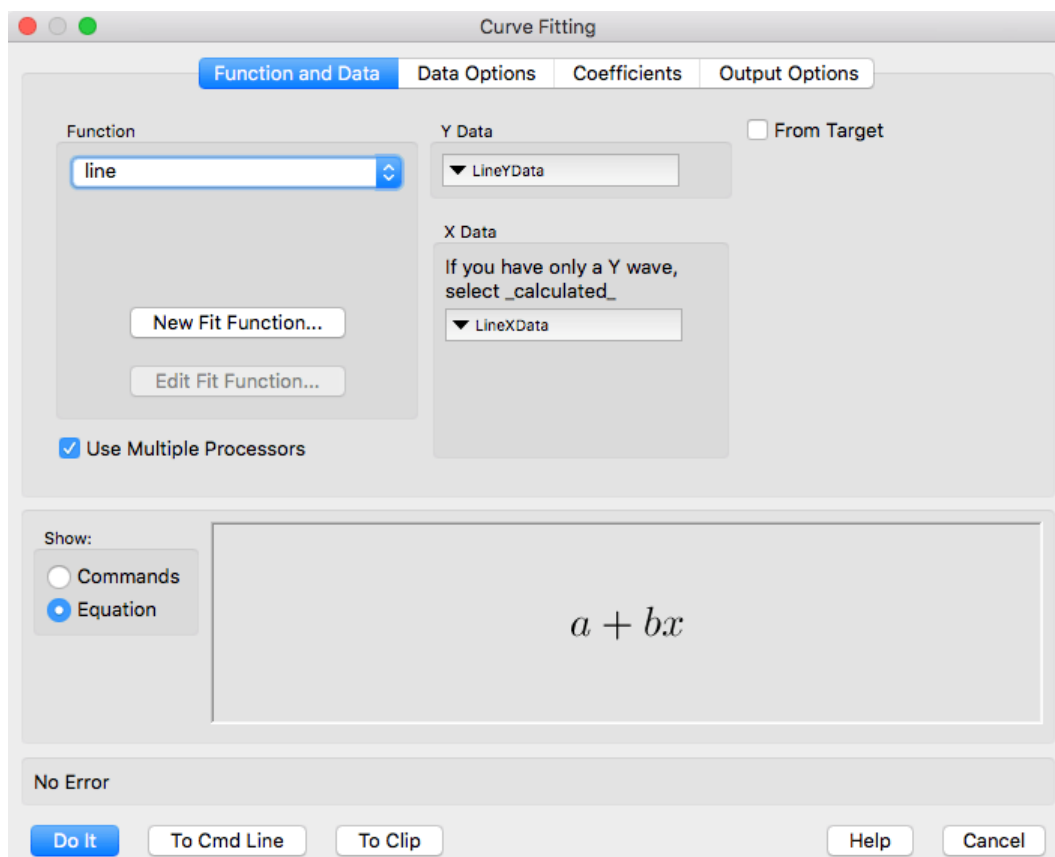 Curve Fitting
Function and Data
Data Options
Coefficients
Output Options
Function
line
New Fit Function...
Edit Fit Function...
Use Multiple Processors
Y Data
LineYData
X Data
If you have only a Y wave,
select _calculated_
LineXData
From Target
Show:
Commands
Equation
a + bx
No Error
Do It
To Cmd Line
To Clip
Help
Cancel